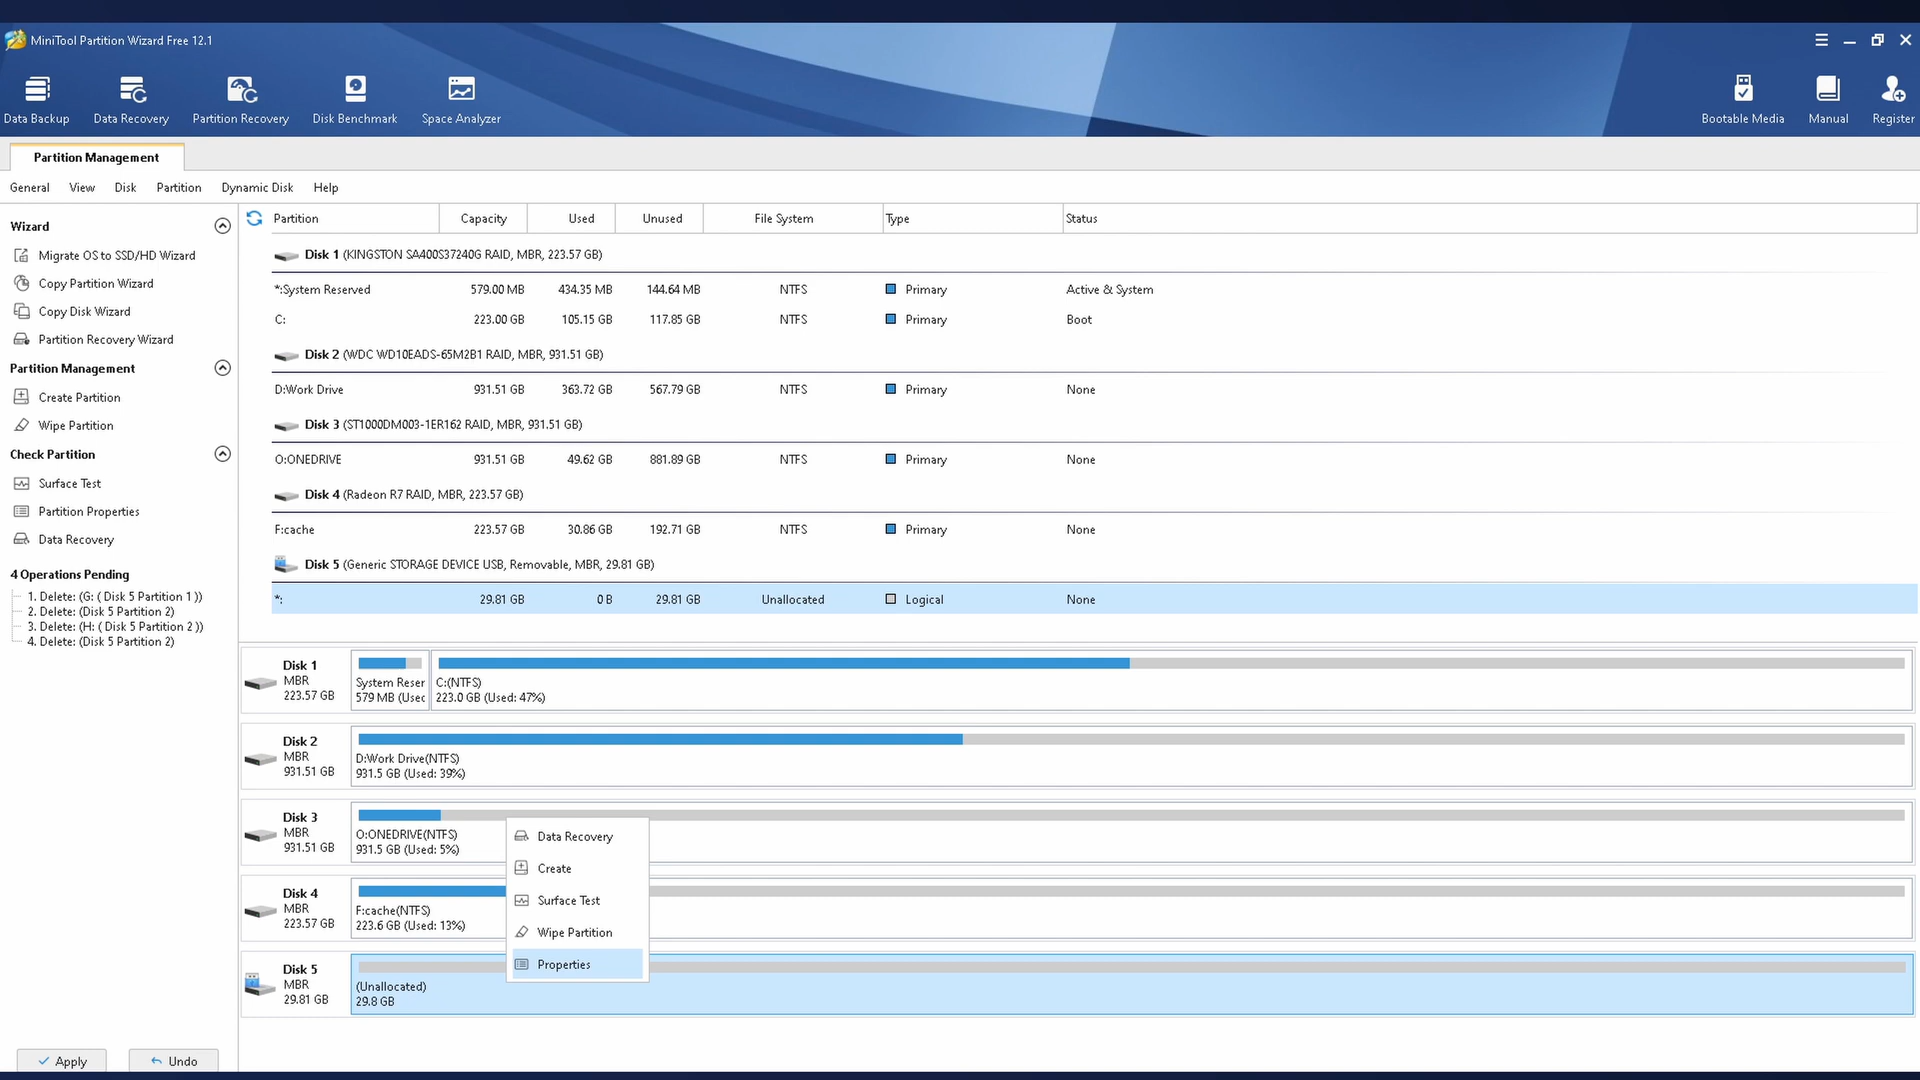 MiniTool Partition Wizard Free 12.1
Data Backup
Data Recovery
Partition Recovery
Disk Benchmark
Space Analyzer
Bootable Media
Manual
Register
Partition Management
General View Disk Partition Dynamic Disk Help
Wizard
Migrate OS to SSD/HD Wizard
Copy Partition Wizard
Copy Disk Wizard
Partition Recovery Wizard
Partition Management
Create Partition
Wipe Partition
Check Partition
Surface Test
Partition Properties
Data Recovery
4 Operations Pending
1. Delete: (G: ( Disk 5 Partition 1 ))
2. Delete: (Disk 5 Partition 2)
3. Delete: (H: ( Disk 5 Partition 2 ))
4. Delete: (Disk 5 Partition 2)
Apply Undo
Partition Capacity Used Unused File System Type Status
Disk 1 (KINGSTON SA400S37240G RAID, MBR, 223.57 GB)
*:System Reserved 579.00 MB 434.35 MB 144.64 MB NTFS Primary Active & System
C: 223.00 GB 105.15 GB 117.85 GB NTFS Primary Boot
Disk 2 (WDC WD10EADS-65M2B1 RAID, MBR, 931.51 GB)
D:Work Drive 931.51 GB 363.72 GB 567.79 GB NTFS Primary None
Disk 3 (ST1000DM003-1ER162 RAID, MBR, 931.51 GB)
O:ONEDRIVE 931.51 GB 49.62 GB 881.89 GB NTFS Primary None
Disk 4 (Radeon R7 RAID, MBR, 223.57 GB)
F:cache 223.57 GB 30.86 GB 192.71 GB NTFS Primary None
Disk 5 (Generic STORAGE DEVICE USB, Removable, MBR, 29.81 GB)
*: 29.81 GB 0 B 29.81 GB Unallocated Logical None
Disk 1
MBR
223.57 GB
System Reser
579 MB (Usec
C:(NTFS)
223.0 GB (Used: 47%)
Disk 2
MBR
931.51 GB
D:Work Drive(NTFS)
931.5 GB (Used: 39%)
Disk 3
MBR
931.51 GB
O:ONEDRIVE(NTFS)
931.5 GB (Used: 5%)
Disk 4
MBR
223.57 GB
F:cache(NTFS)
223.6 GB (Used: 13%)
Disk 5
MBR
29.81 GB
(Unallocated)
29.8 GB
Data Recovery
Create
Surface Test
Wipe Partition
Properties